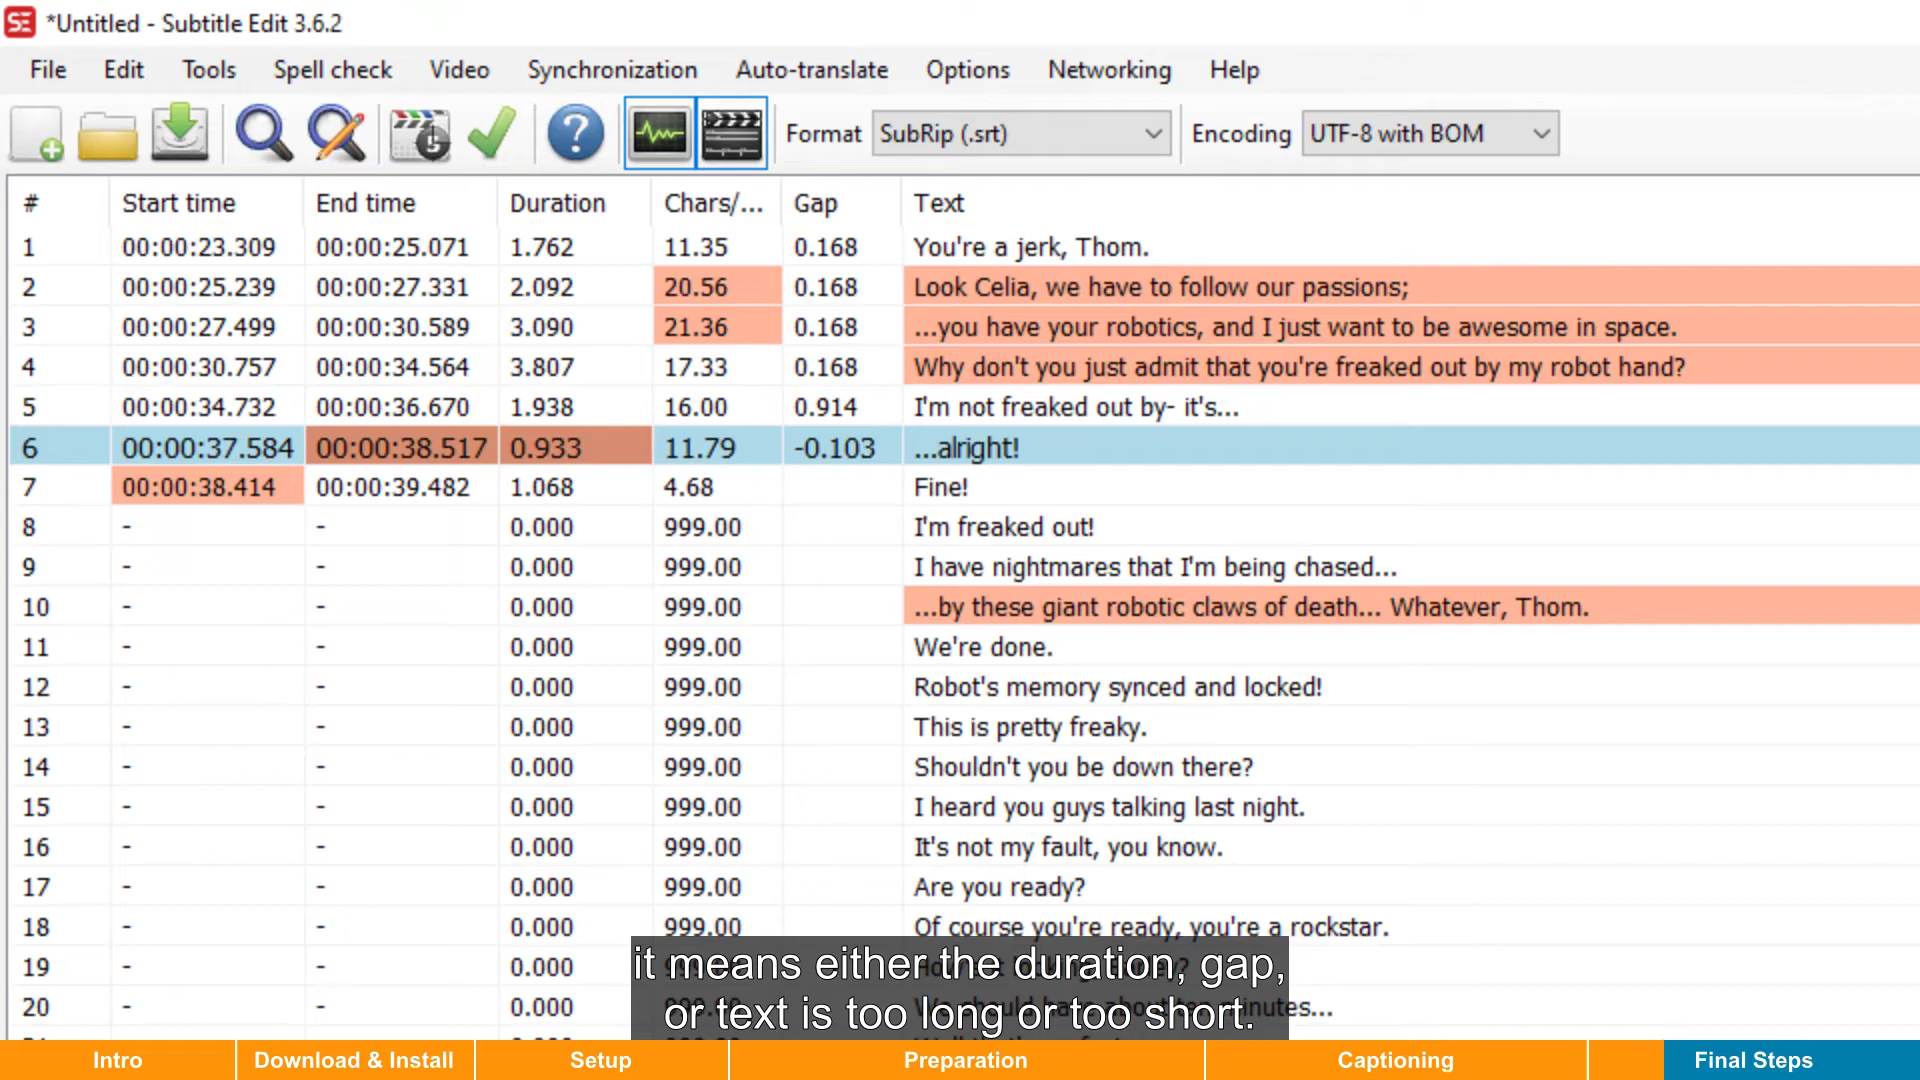 SE *Untitled - Subtitle Edit 3.6.2
File Edit Tools Spell check Video Synchronization Auto-translate Options Networking Help
Format SubRip (.srt) Encoding UTF-8 with BOM
# Start time End time Duration Chars/... Gap Text
1 00:00:23.309 00:00:25.071 1.762 11.35 0.168 You're a jerk, Thom.
2 00:00:25.239 00:00:27.331 2.092 20.56 0.168 Look Celia, we have to follow our passions;
3 00:00:27.499 00:00:30.589 3.090 21.36 0.168 ...you have your robotics, and I just want to be awesome in space.
4 00:00:30.757 00:00:34.564 3.807 17.33 0.168 Why don't you just admit that you're freaked out by my robot hand?
5 00:00:34.732 00:00:36.670 1.938 16.00 0.914 I'm not freaked out by- it's...
6 00:00:37.584 00:00:38.517 0.933 11.79 -0.103 ...alright!
7 00:00:38.414 00:00:39.482 1.068 4.68 Fine!
8 - - 0.000 999.00 I'm freaked out!
9 - - 0.000 999.00 I have nightmares that I'm being chased...
10 - - 0.000 999.00 ...by these giant robotic claws of death... Whatever, Thom.
11 - - 0.000 999.00 We're done.
12 - - 0.000 999.00 Robot's memory synced and locked!
13 - - 0.000 999.00 This is pretty freaky.
14 - - 0.000 999.00 Shouldn't you be down there?
15 - - 0.000 999.00 I heard you guys talking last night.
16 - - 0.000 999.00 It's not my fault, you know.
17 - - 0.000 999.00 Are you ready?
18 - - 0.000 999.00 Of course you're ready, you're a rockstar.
19 - - 0.000
20 - - 0.000
it means either the duration, gap,
or text is too long or too short.
Intro Download & Install Setup Preparation Captioning Final Steps